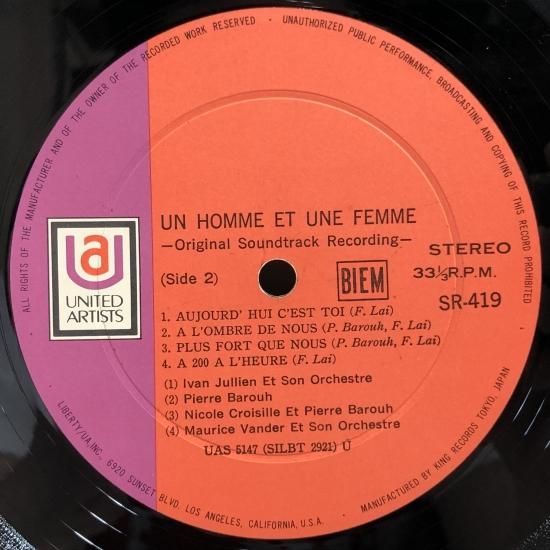 ALL RIGHTS OF THE MANUFACTURER AND OF THE OWNER OF THE RECORDED WORK RESERVED • UNAUTHORIZED PUBLIC PERFORMANCE, BROADCASTING AND COPYING OF THIS RECORD PROHIBITED
UN HOMME ET UNE FEMME
—Original Soundtrack Recording—
(Side 2)
BIEM
STEREO
33⅓R.P.M.
SR-419
UA
UNITED
ARTISTS
1. AUJOURD' HUI C'EST TOI (F. Lai)
2. A L'OMBRE DE NOUS (P. Barouh, F. Lai)
3. PLUS FORT QUE NOUS (P. Barouh, F. Lai)
4. A 200 A L'HEURE (F. Lai)
(1) Ivan Jullien Et Son Orchestre
(2) Pierre Barouh
(3) Nicole Croisille Et Pierre Barouh
(4) Maurice Vander Et Son Orchestre
UAS 5147 (SILBT 2921) Ü
LIBERTY/UA, INC., 6920 SUNSET BLVD. LOS ANGELES, CALIFORNIA, U.S.A. • MANUFACTURED BY KING RECORDS TOKYO, JAPAN